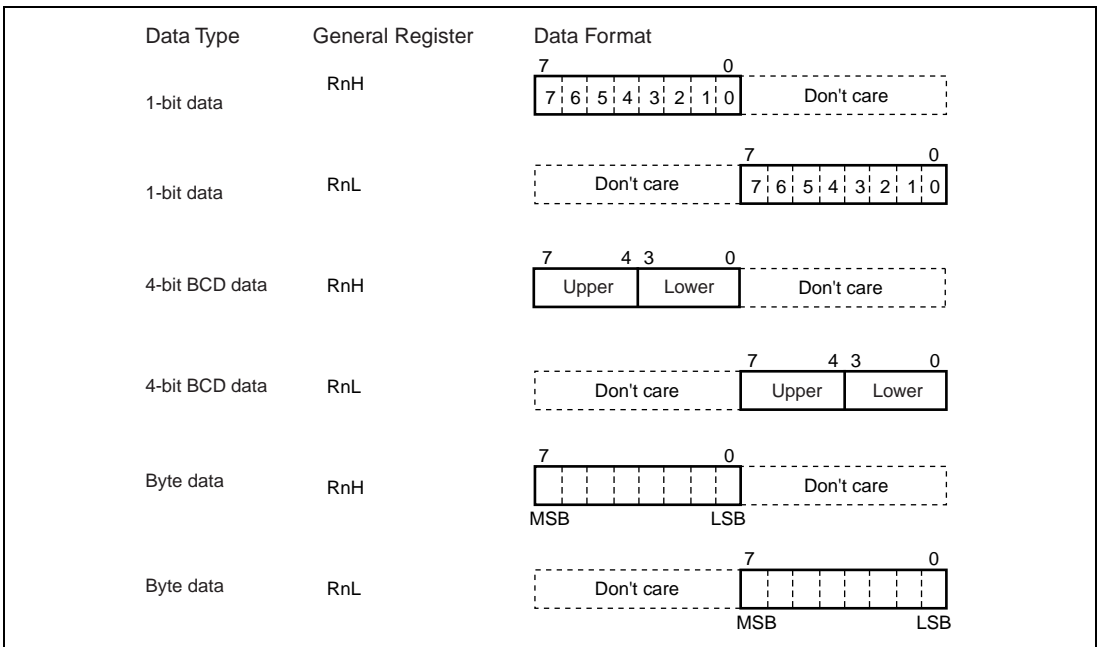 Data Type General Register Data Format
7 0
1-bit data RnH 7 6 5 4 3 2 1 0 Don't care
7 0
1-bit data RnL Don't care 7 6 5 4 3 2 1 0
7 4 3 0
4-bit BCD data RnH Upper Lower Don't care
7 4 3 0
4-bit BCD data RnL Don't care Upper Lower
7 0
Byte data RnH Don't care
MSB LSB
7 0
Byte data RnL Don't care
MSB LSB